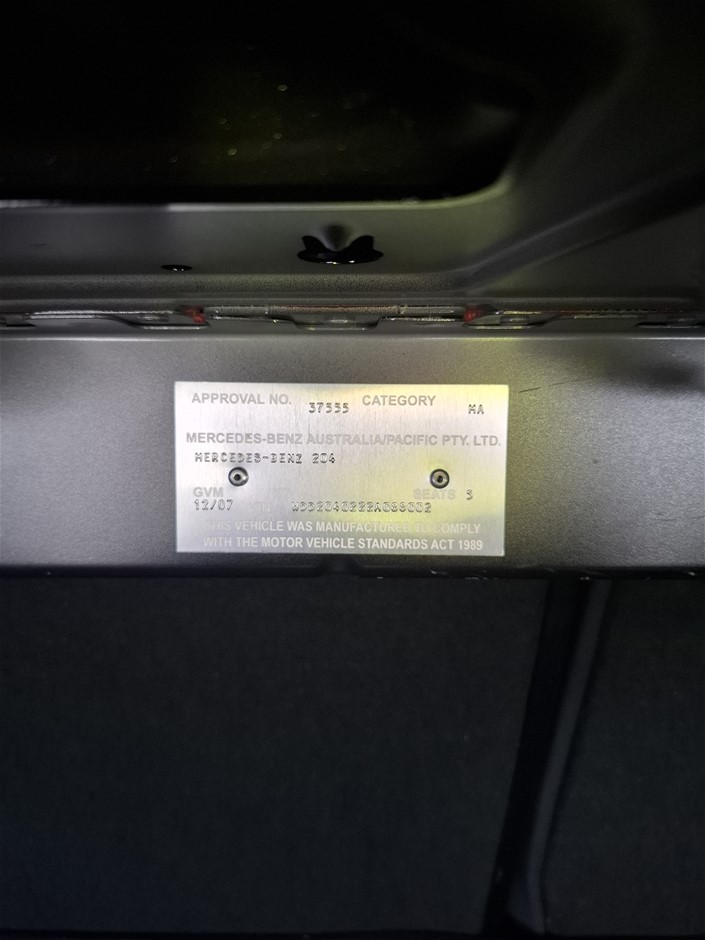 APPROVAL NO. 37555 CATEGORY MA
MERCEDES-BENZ AUSTRALIA/PACIFIC PTY. LTD.
MERCEDES-BENZ 204
GVM SEATS 5
12/07
THIS VEHICLE WAS MANUFACTURED TO COMPLY
WITH THE MOTOR VEHICLE STANDARDS ACT 1989